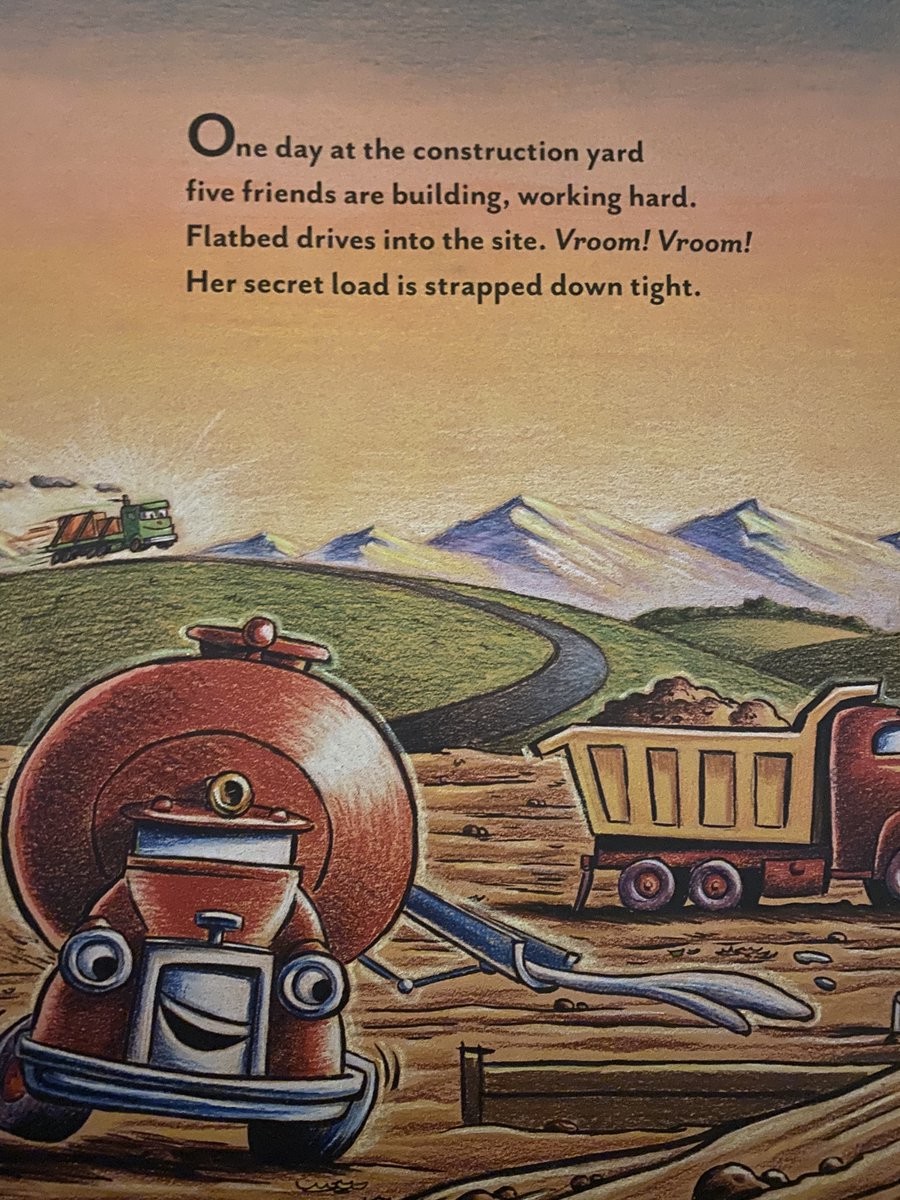 One day at the construction yard
five friends are building, working hard.
Flatbed drives into the site. Vroom! Vroom!
Her secret load is strapped down tight.